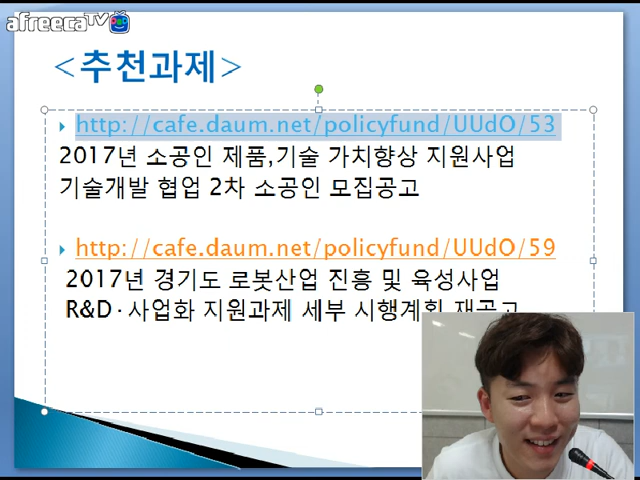 afreecaTV
<추천과제>
http://cafe.daum.net/policyfund/UUdO/53
2017년 소공인 제품,기술 가치향상 지원사업
기술개발 협업 2차 소공인 모집공고
http://cafe.daum.net/policyfund/UUdO/59
2017년 경기도 로봇산업 진흥 및 육성사업
R&D·사업화 지원과제 세부 시행계획 재공고